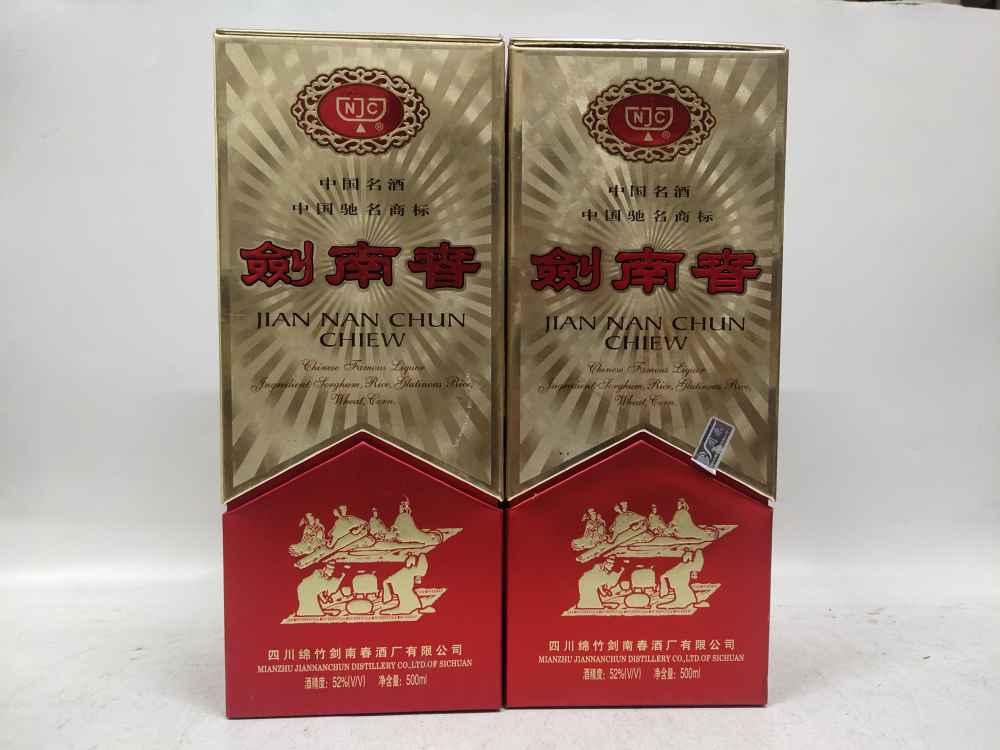 NJC
®
中国名酒
中国驰名商标
劍南春
JIAN NAN CHUN
CHIEW
Chinese Famous Liquor
Ingredient: Sorghum, Rice, Glutinous Rice,
Wheat, Corn.
四川绵竹剑南春酒厂有限公司
MIANZHU JIANNANCHUN DISTILLERY CO.,LTD.OF SICHUAN
酒精度: 52%(V/V) 净含量: 500ml
NJC
®
中国名酒
中国驰名商标
劍南春
JIAN NAN CHUN
CHIEW
Chinese Famous Liquor
Ingredient: Sorghum, Rice, Glutinous Rice,
Wheat, Corn.
四川绵竹剑南春酒厂有限公司
MIANZHU JIANNANCHUN DISTILLERY CO.,LTD.OF SICHUAN
酒精度: 52%(V/V) 净含量: 500ml